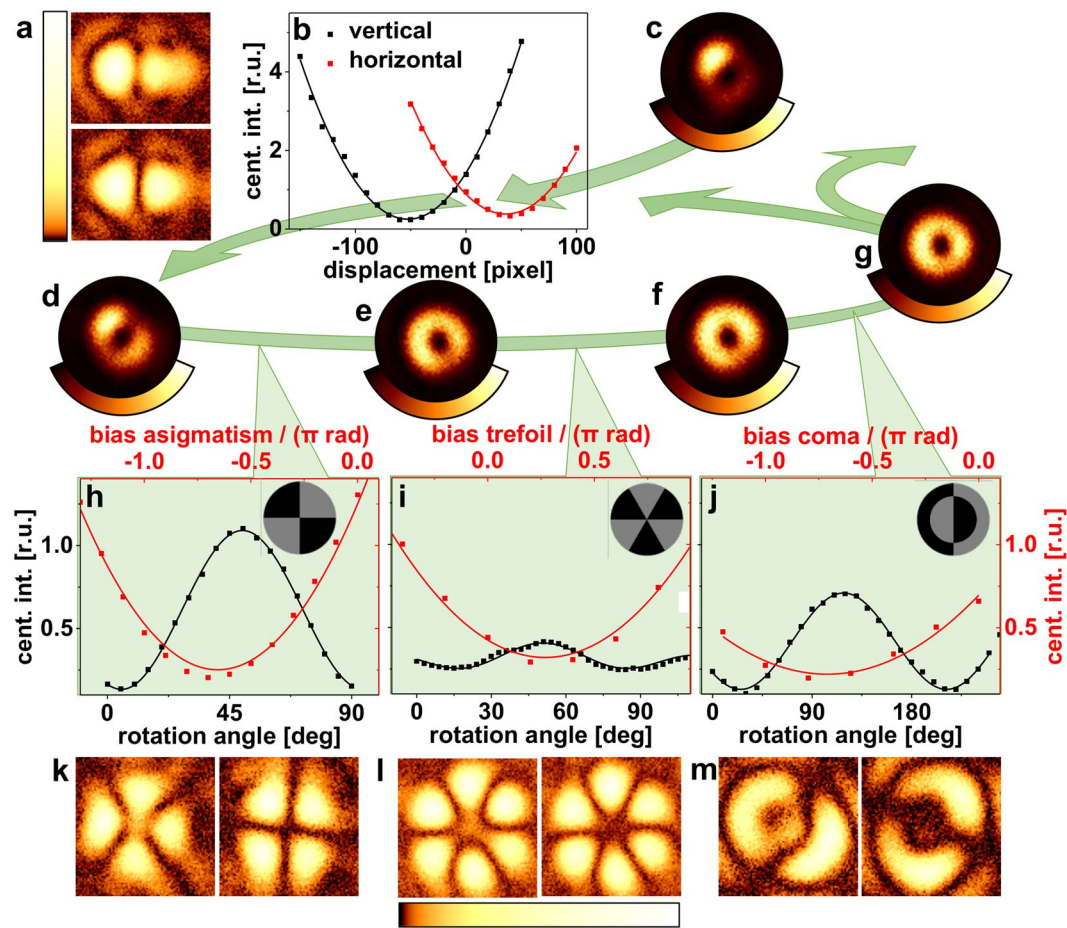 a
b
vertical
horizontal
c
4
2
0
cent. int. [r.u.]
-100
0
100
displacement [pixel]
d
e
f
g
bias asigmatism / (π rad)
-1.0
-0.5
0.0
bias trefoil / (π rad)
0.0
0.5
bias coma / (π rad)
-1.0
-0.5
0.0
h
i
j
1.0
0.5
cent. int. [r.u.]
1.0
0.5
cent. int. [r.u.]
0
45
90
rotation angle [deg]
0
30
60
90
rotation angle [deg]
0
90
180
rotation angle [deg]
k
l
m